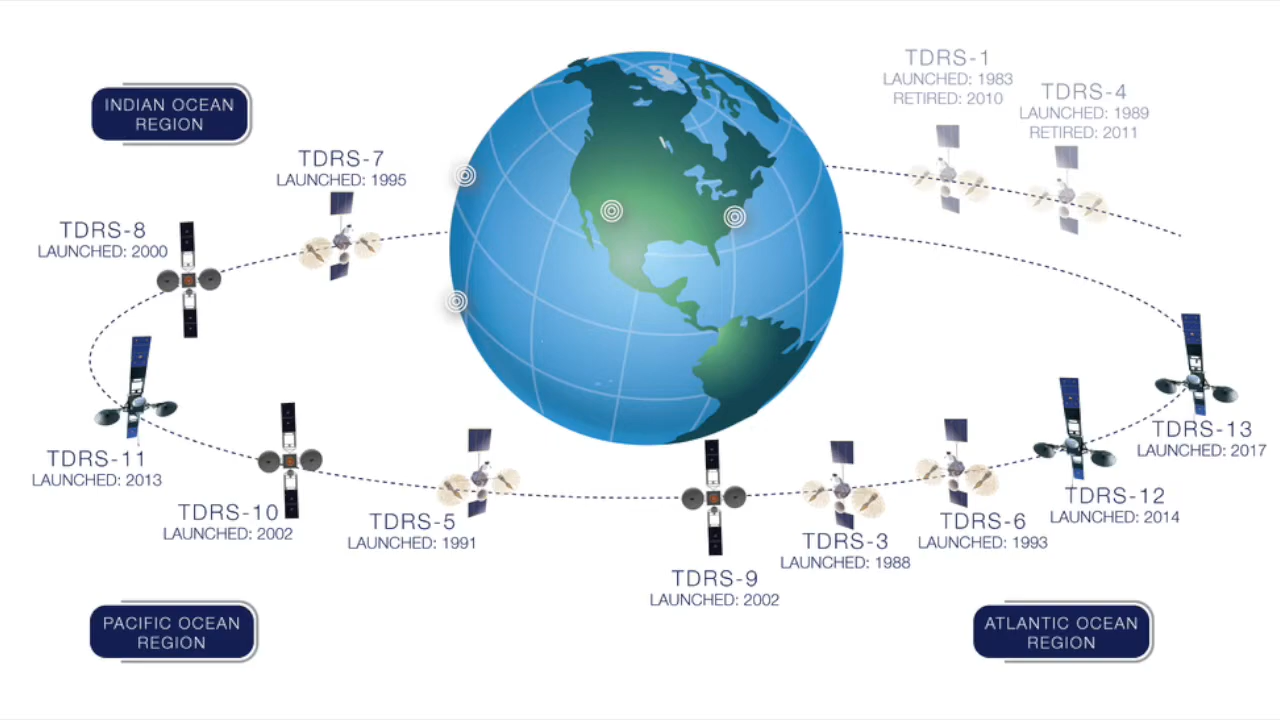 TDRS-1
LAUNCHED: 1983
RETIRED: 2010
TDRS-4
LAUNCHED: 1989
RETIRED: 2011
INDIAN OCEAN
REGION
TDRS-7
LAUNCHED: 1995
TDRS-8
LAUNCHED: 2000
TDRS-11
LAUNCHED: 2013
TDRS-10
LAUNCHED: 2002
TDRS-5
LAUNCHED: 1991
TDRS-9
LAUNCHED: 2002
TDRS-3
LAUNCHED: 1988
TDRS-6
LAUNCHED: 1993
TDRS-12
LAUNCHED: 2014
TDRS-13
LAUNCHED: 2017
PACIFIC OCEAN
REGION
ATLANTIC OCEAN
REGION